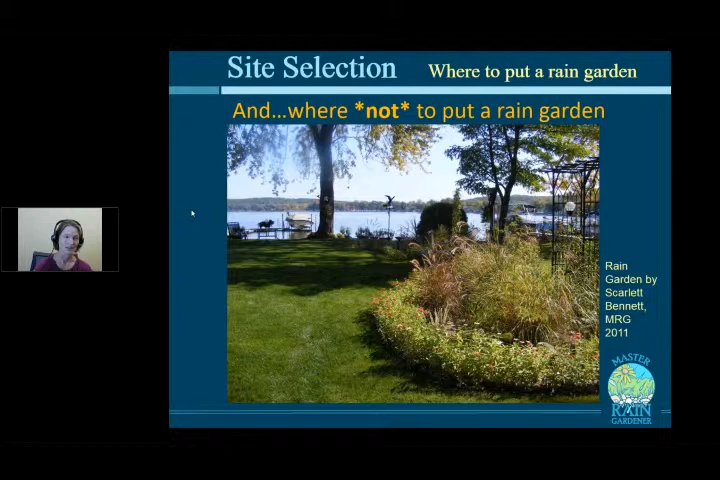 Site Selection Where to put a rain garden
And...where *not* to put a rain garden
Rain
Garden by
Scarlett
Bennett,
MRG
2011
MASTER
RAIN
GARDENER